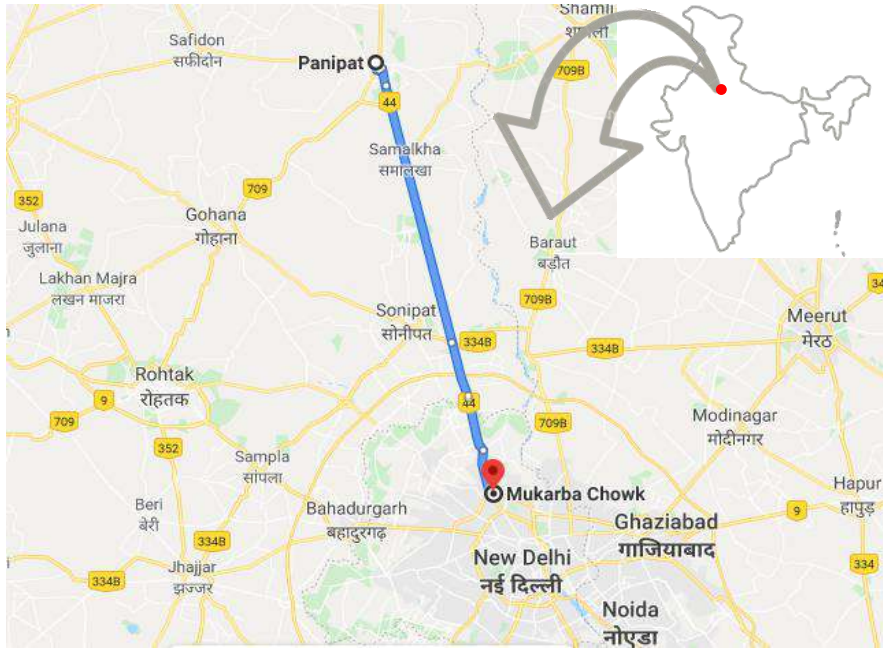 Shamli
शामली
Safidon
सफीदोन
Panipat
709B
44
Samalkha
समालखा
709
352
Gohana
गोहाना
Julana
जुलाना
Baraut
बड़ौत
Lakhan Majra
लखन माजरा
34
709B
Sonipat
सोनीपत
334B
334B
Meerut
मेरठ
Rohtak
रोहतक
9
44
709
709B
Modinagar
मोदीनगर
352
Sampla
सांपला
Mukarba Chowk
Hapur
हापुड़
Beri
बेरी
Bahadurgarh
बहादुरगढ़
9
Ghaziabad
गाजियाबाद
New Delhi
नई दिल्ली
Jhajjar
झज्जर
334B
334
Noida
नोएडा